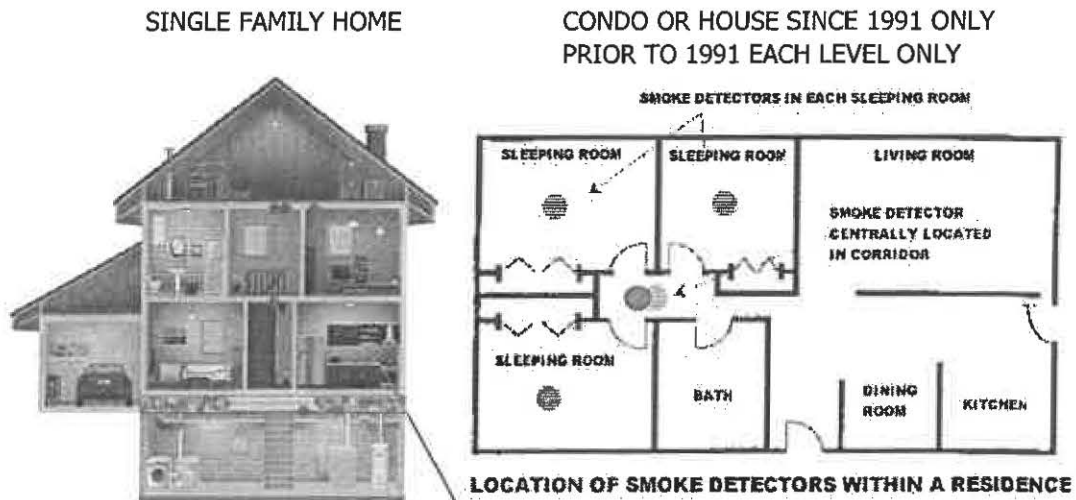 SINGLE FAMILY HOME
CONDO OR HOUSE SINCE 1991 ONLY
PRIOR TO 1991 EACH LEVEL ONLY
SMOKE DETECTORS IN EACH SLEEPING ROOM
SLEEPING ROOM
SLEEPING ROOM
LIVING ROOM
SMOKE DETECTOR
CENTRALLY LOCATED
IN CORRIDOR
SLEEPING ROOM
BATH
DINING
ROOM
KITCHEN
LOCATION OF SMOKE DETECTORS WITHIN A RESIDENCE